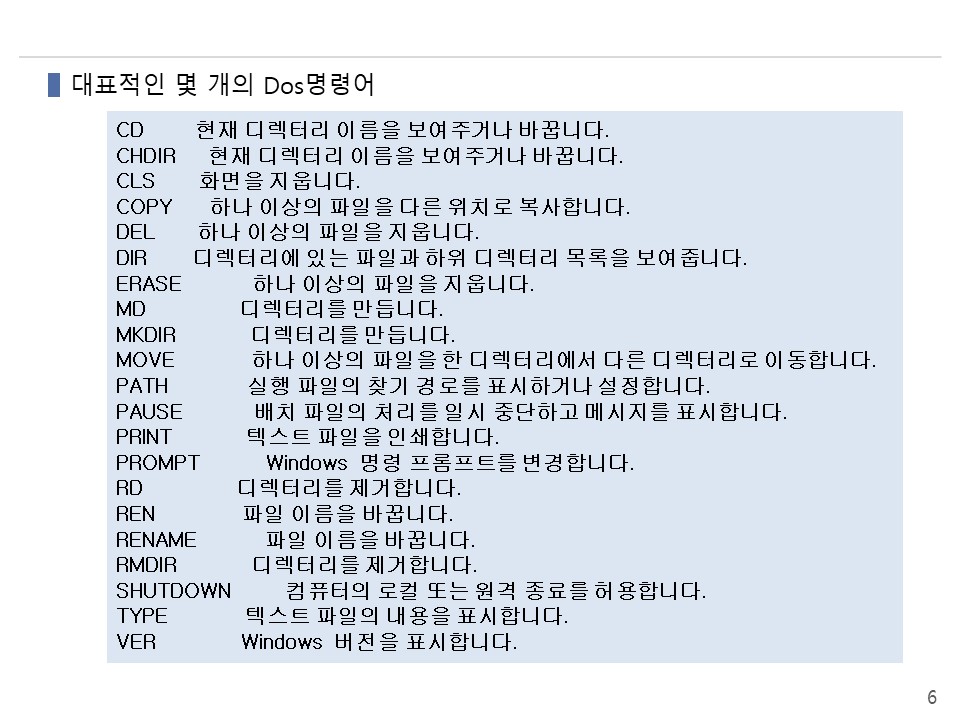 대표적인 몇 개의 Dos명령어
CD 현재 디렉터리 이름을 보여주거나 바꿉니다.
CHDIR 현재 디렉터리 이름을 보여주거나 바꿉니다.
CLS 화면을 지웁니다.
COPY 하나 이상의 파일을 다른 위치로 복사합니다.
DEL 하나 이상의 파일을 지웁니다.
DIR 디렉터리에 있는 파일과 하위 디렉터리 목록을 보여줍니다.
ERASE 하나 이상의 파일을 지웁니다.
MD 디렉터리를 만듭니다.
MKDIR 디렉터리를 만듭니다.
MOVE 하나 이상의 파일을 한 디렉터리에서 다른 디렉터리로 이동합니다.
PATH 실행 파일의 찾기 경로를 표시하거나 설정합니다.
PAUSE 배치 파일의 처리를 일시 중단하고 메시지를 표시합니다.
PRINT 텍스트 파일을 인쇄합니다.
PROMPT Windows 명령 프롬프트를 변경합니다.
RD 디렉터리를 제거합니다.
REN 파일 이름을 바꿉니다.
RENAME 파일 이름을 바꿉니다.
RMDIR 디렉터리를 제거합니다.
SHUTDOWN 컴퓨터의 로컬 또는 원격 종료를 허용합니다.
TYPE 텍스트 파일의 내용을 표시합니다.
VER Windows 버전을 표시합니다.
6